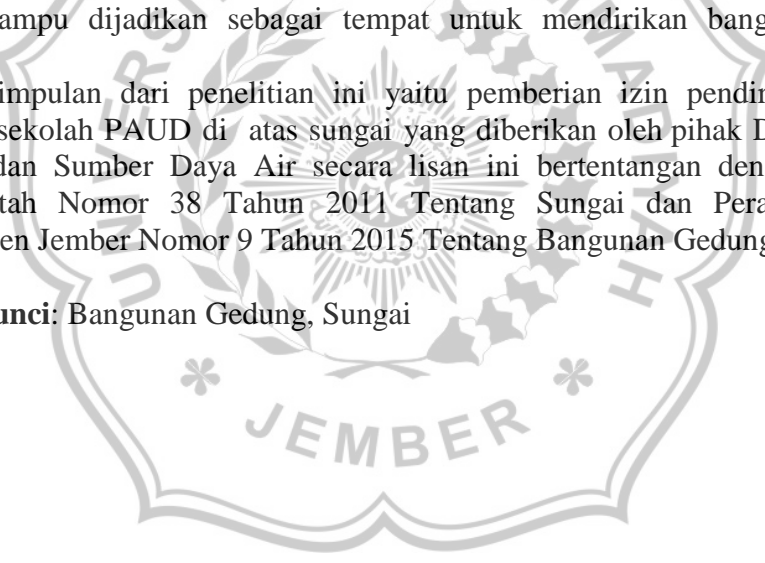 ampu dijadikan sebagai tempat untuk mendirikan bang
impulan dari penelitian ini yaitu pemberian izin pendir
sekolah PAUD di atas sungai yang diberikan oleh pihak D
dan Sumber Daya Air secara lisan ini bertentangan den
tah Nomor 38 Tahun 2011 Tentang Sungai dan Pera
en Jember Nomor 9 Tahun 2015 Tentang Bangunan Gedung
unci: Bangunan Gedung, Sungai
JEMBER